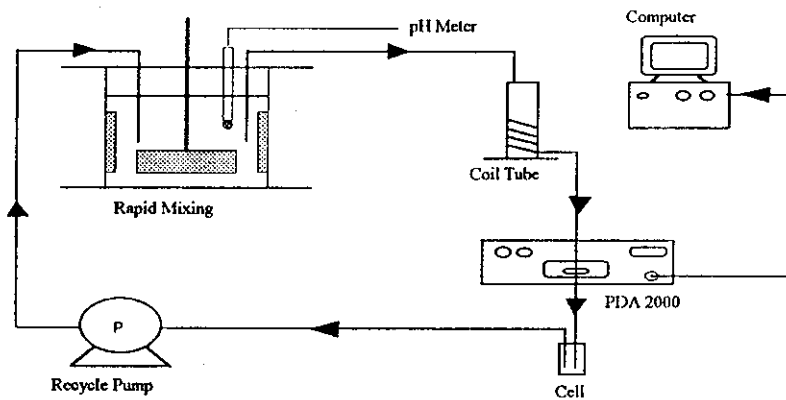 Computer
pH Meter
Coil Tube
Rapid Mixing
PDA 2000
P
Recycle Pump
Cell